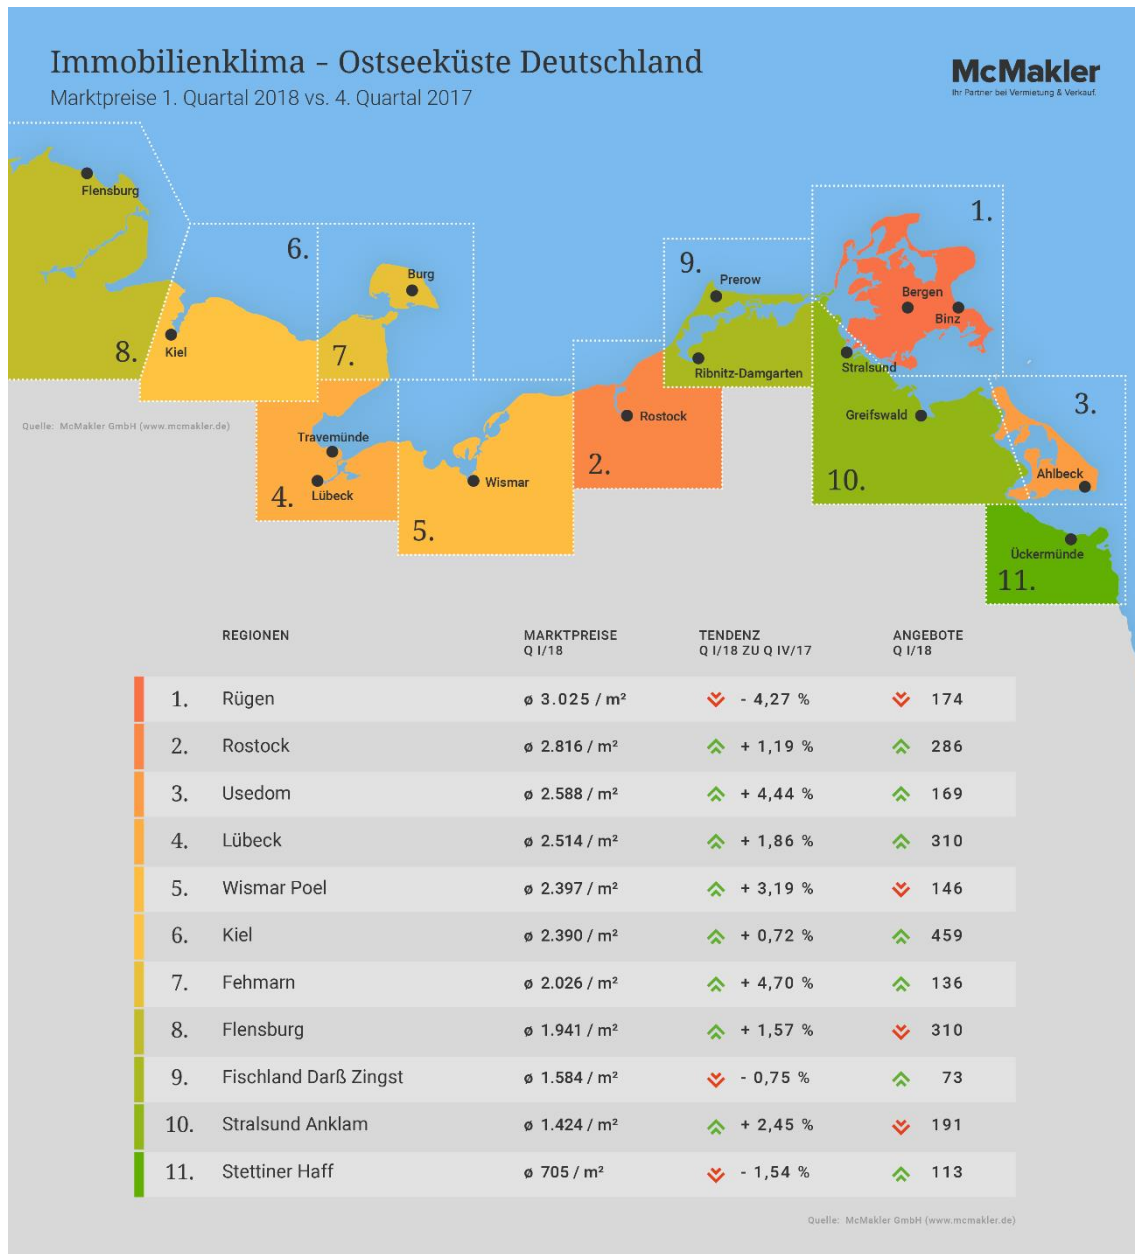 Immobilienklima - Ostseeküste Deutschland
Marktpreise 1. Quartal 2018 vs. 4. Quartal 2017
McMakler
Ihr Partner bei Vermietung & Verkauf.
Flensburg
8.
6.
Kiel
Burg
7.
Travemünde
Lübeck
4.
Wismar
5.
Rostock
2.
9.
Prerow
Ribnitz-Damgarten
1.
Bergen
Binz
Stralsund
Greifswald
10.
3.
Ahlbeck
Ückermünde
11.
Quelle: McMakler GmbH (www.mcmakler.de)
REGIONEN MARKTPREISE TENDENZ ANGEBOTE
Q I/18 Q I/18 ZU Q IV/17 Q I/18
1. Rügen ø 3.025 / m² - 4,27 % 174
2. Rostock ø 2.816 / m² + 1,19 % 286
3. Usedom ø 2.588 / m² + 4,44 % 169
4. Lübeck ø 2.514 / m² + 1,86 % 310
5. Wismar Poel ø 2.397 / m² + 3,19 % 146
6. Kiel ø 2.390 / m² + 0,72 % 459
7. Fehmarn ø 2.026 / m² + 4,70 % 136
8. Flensburg ø 1.941 / m² + 1,57 % 310
9. Fischland Darß Zingst ø 1.584 / m² - 0,75 % 73
10. Stralsund Anklam ø 1.424 / m² + 2,45 % 191
11. Stettiner Haff ø 705 / m² - 1,54 % 113
Quelle: McMakler GmbH (www.mcmakler.de)